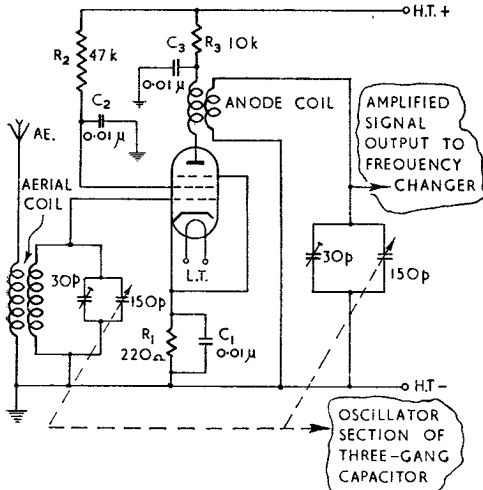 H.T.+
R2
47k
C3
R3 10k
0.01μ
C2
0.01μ
ANODE COIL
AE.
AERIAL
COIL
AMPLIFIED
SIGNAL
OUTPUT TO
FREQUENCY
CHANGER
L.T.
30p
150p
30p
150p
R1
220Ω
C1
0.01μ
H.T-
OSCILLATOR
SECTION OF
THREE-GANG
CAPACITOR